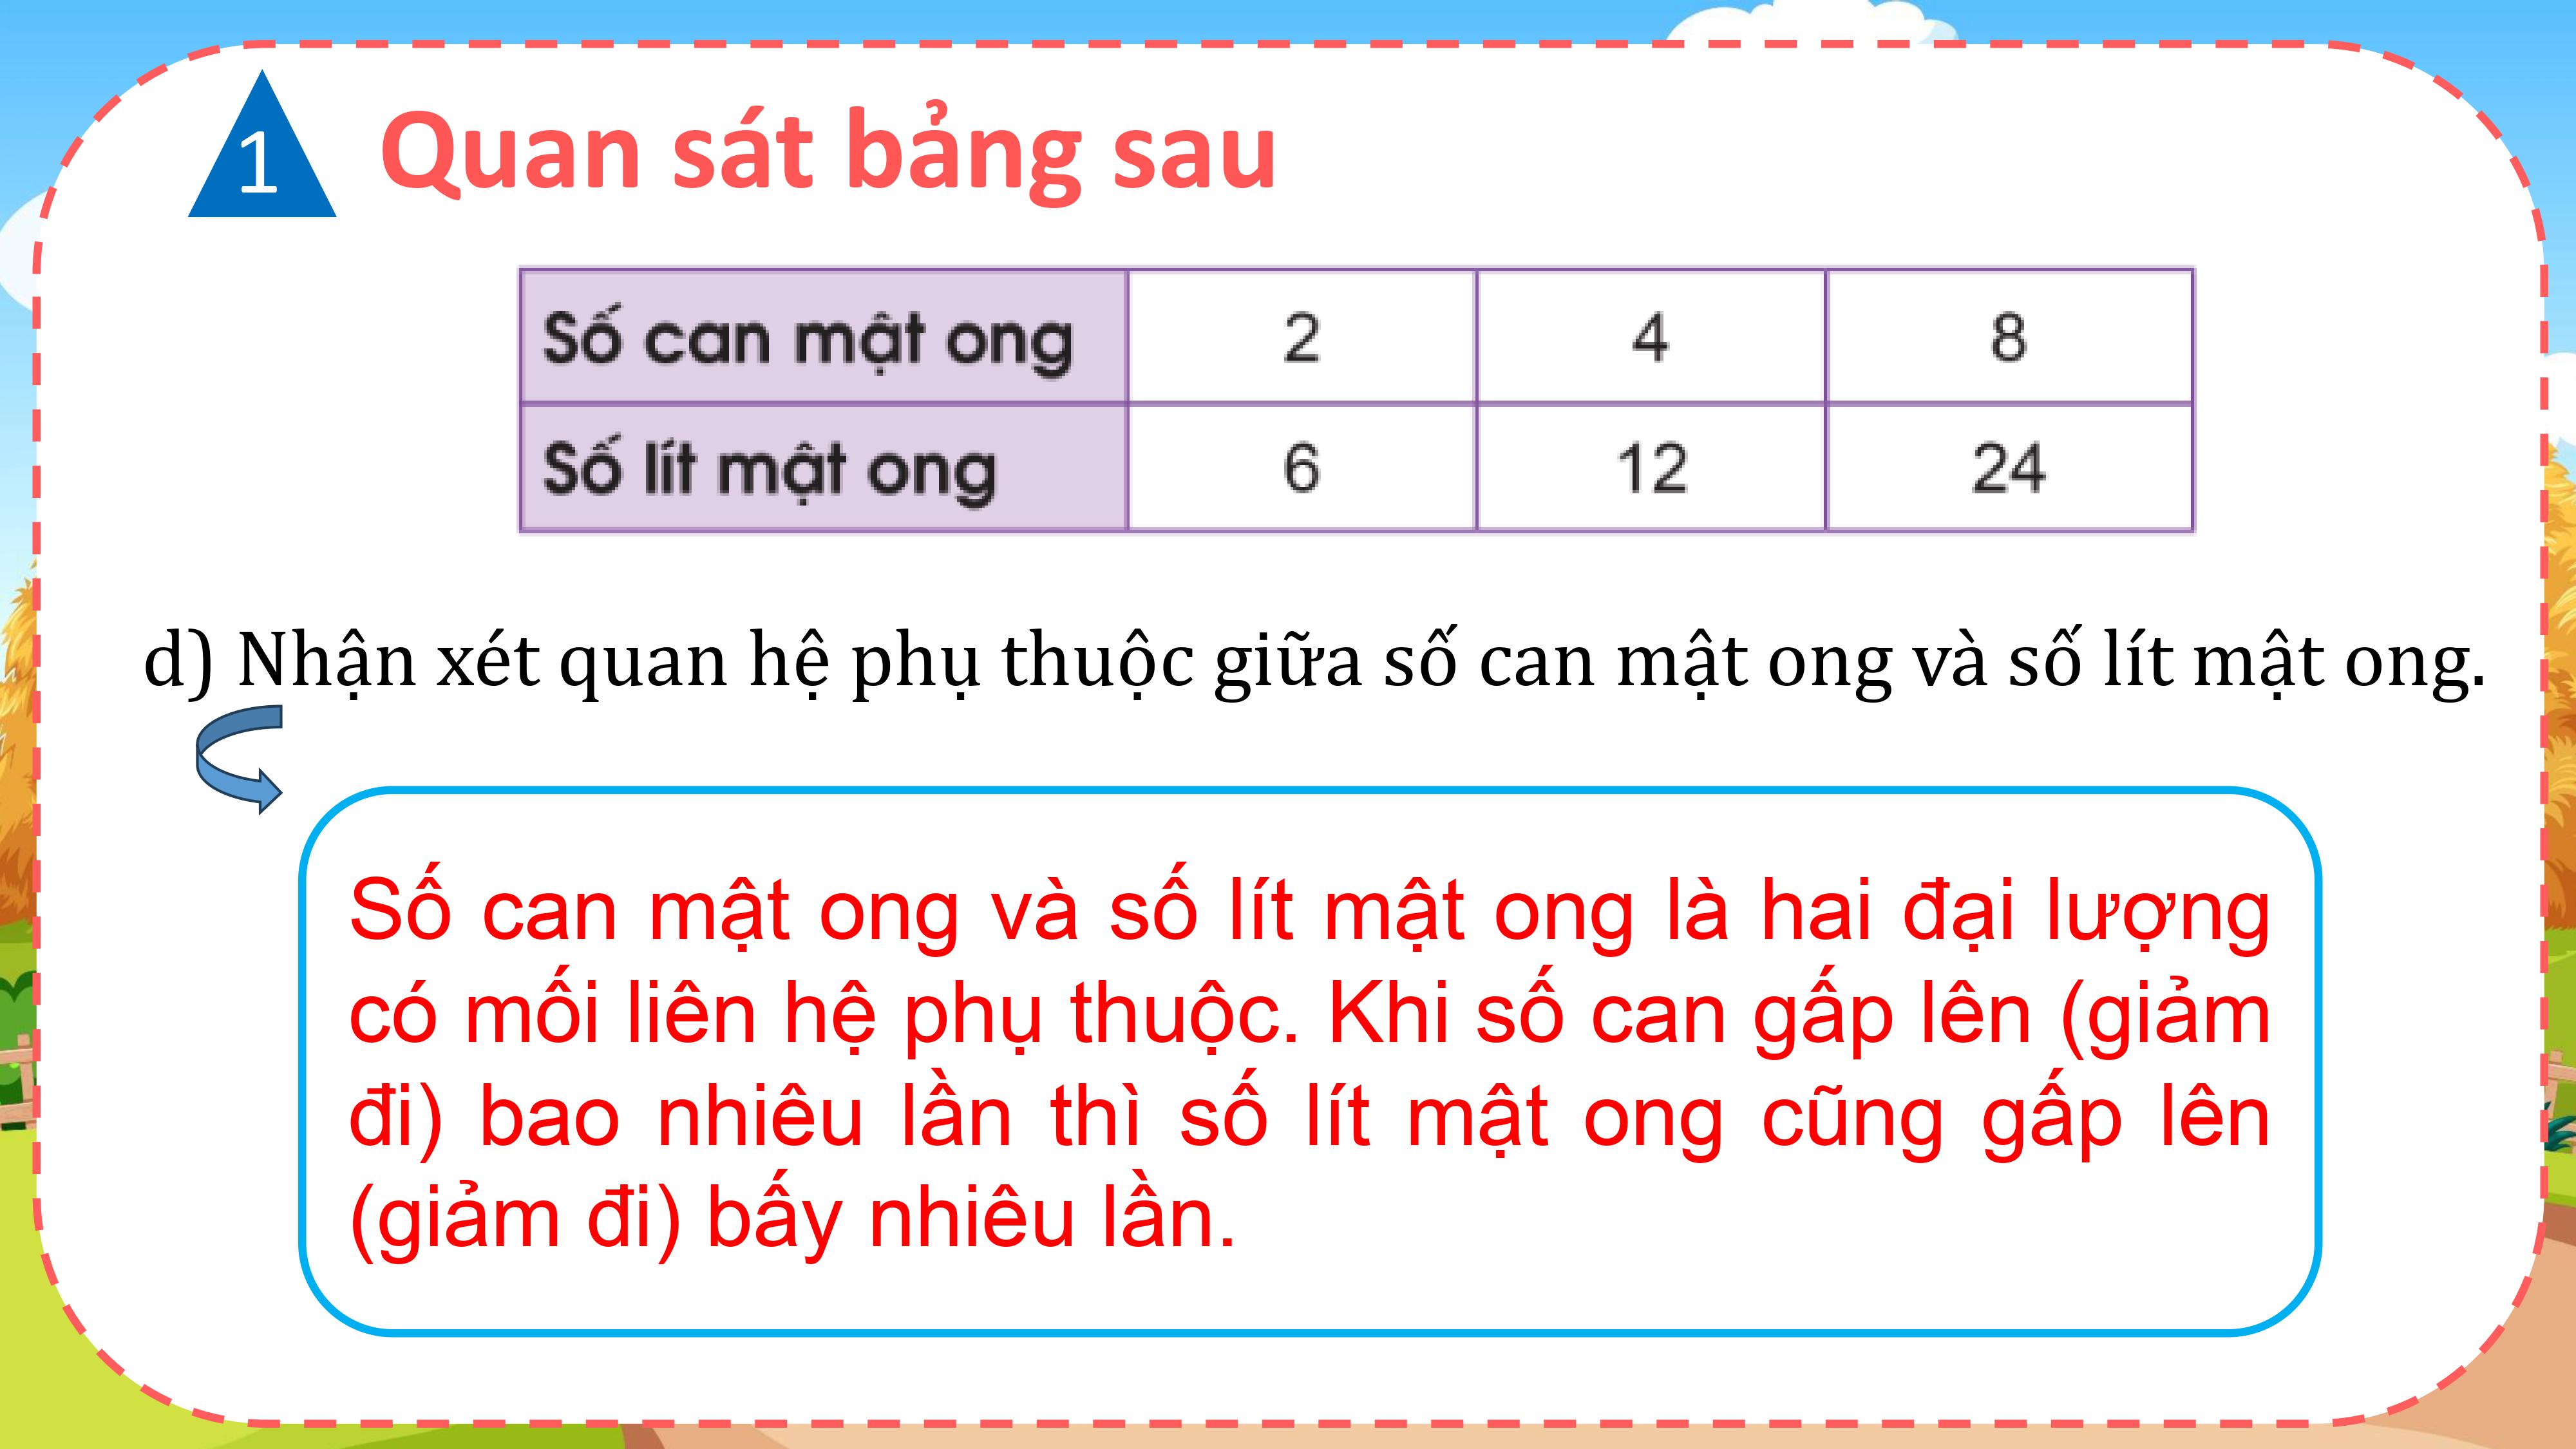 1 Quan sát bảng sau
Số can mật ong 2 4 8
Số lít mật ong 6 12 24
d) Nhận xét quan hệ phụ thuộc giữa số can mật ong và số lít mật ong.
Số can mật ong và số lít mật ong là hai đại lượng
có mối liên hệ phụ thuộc. Khi số can gấp lên (giảm
đi) bao nhiêu lần thì số lít mật ong cũng gấp lên
(giảm đi) bấy nhiêu lần.